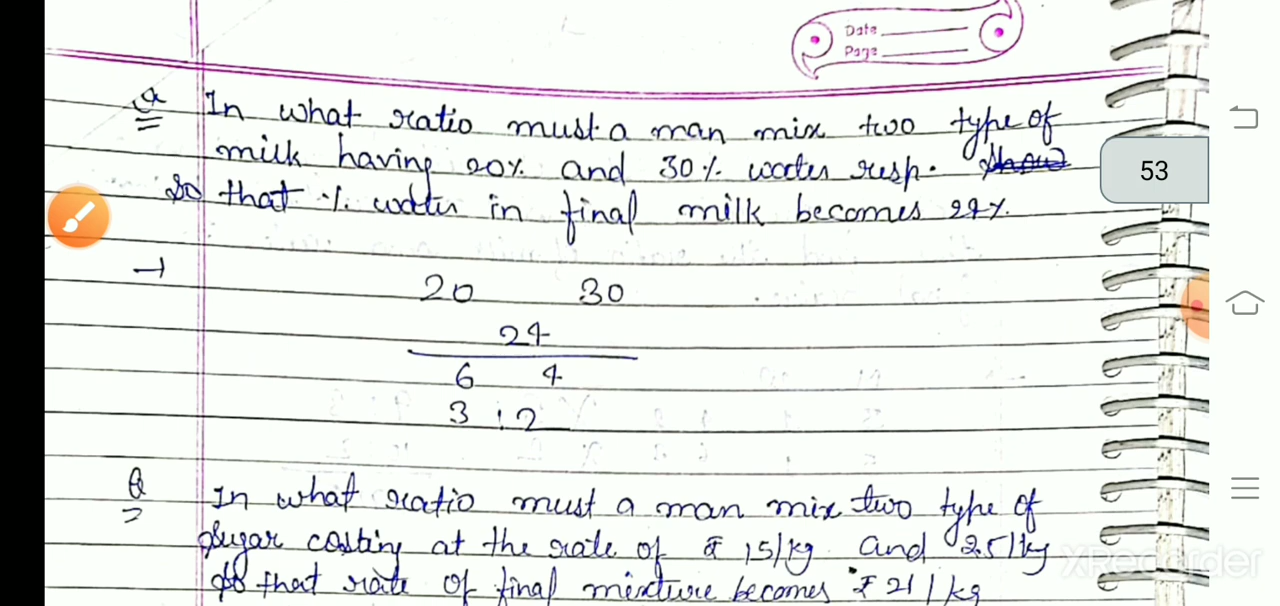 Date
Page
Q In what ratio must a man mix two type of
milk having 20% and 30% water resp.
So that % water in final milk becomes 24%.
→
20 30
24
6 4
3 : 2
Q In what ratio must a man mix two type of
Sugar costing at the rate of ₹ 15/kg and 25/kg
so that rate of final mixture becomes ₹ 21/kg
53
XRecorder